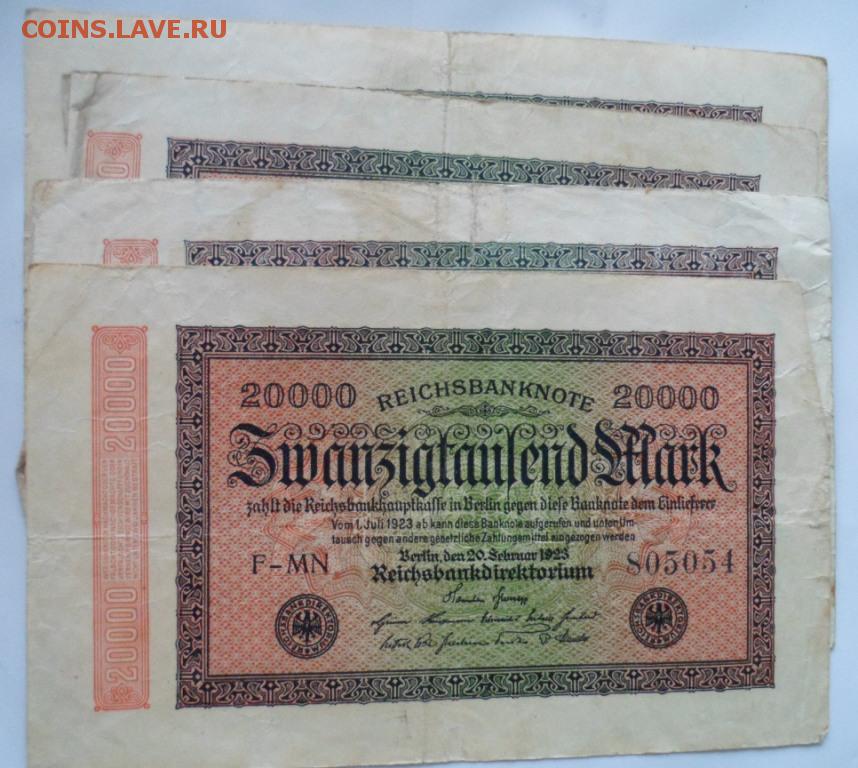 COINS.LAVE.RU
20000 REICHSBANKNOTE 20000
Zwanzigtausend Mark
zahlt die Reichsbankhauptkasse in Berlin gegen diese Banknote dem Einlieferer
Vom 1. Juli 1923 ab kann diese Banknote aufgerufen und unter Um-
tausch gegen andere gesetzliche Zahlungsmittel eingezogen werden
Berlin, den 20. Februar 1923
F-MN 805054
Reichsbankdirektorium
20000 20000
REICHSBANKDIREKTORIUM
REICHSBANKDIREKTORIUM